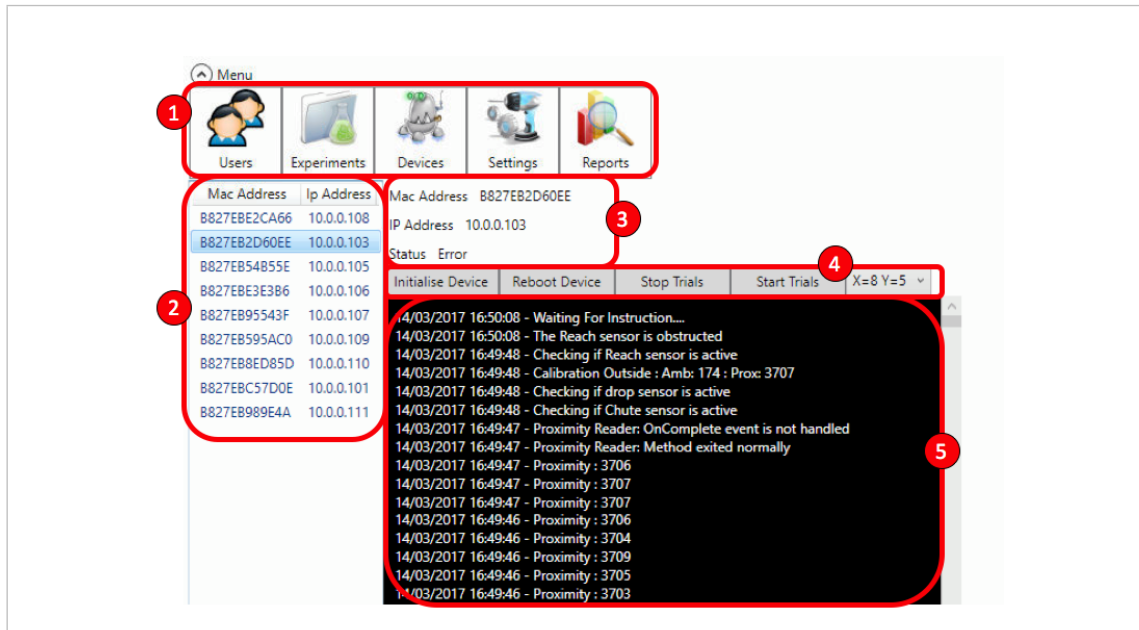 Menu
1
Users Experiments Devices Settings Reports
Mac Address Ip Address
B827EBE2CA66 10.0.0.108
B827EB2D60EE 10.0.0.103
B827EB54B55E 10.0.0.105
B827EBE3E3B6 10.0.0.106
B827EB95543F 10.0.0.107
B827EB595AC0 10.0.0.109
B827EB8ED85D 10.0.0.110
B827EBC57D0E 10.0.0.101
B827EB989E4A 10.0.0.111
2
Mac Address B827EB2D60EE
IP Address 10.0.0.103
Status Error
3
4
Initialise Device Reboot Device Stop Trials Start Trials X=8 Y=5
14/03/2017 16:50:08 - Waiting For Instruction....
14/03/2017 16:50:08 - The Reach sensor is obstructed
14/03/2017 16:49:48 - Checking if Reach sensor is active
14/03/2017 16:49:48 - Calibration Outside : Amb: 174 : Prox: 3707
14/03/2017 16:49:48 - Checking if drop sensor is active
14/03/2017 16:49:48 - Checking if Chute sensor is active
14/03/2017 16:49:47 - Proximity Reader: OnComplete event is not handled
14/03/2017 16:49:47 - Proximity Reader: Method exited normally
14/03/2017 16:49:47 - Proximity : 3706
14/03/2017 16:49:47 - Proximity : 3707
14/03/2017 16:49:47 - Proximity : 3707
14/03/2017 16:49:46 - Proximity : 3706
14/03/2017 16:49:46 - Proximity : 3704
14/03/2017 16:49:46 - Proximity : 3709
14/03/2017 16:49:46 - Proximity : 3705
14/03/2017 16:49:46 - Proximity : 3703
5